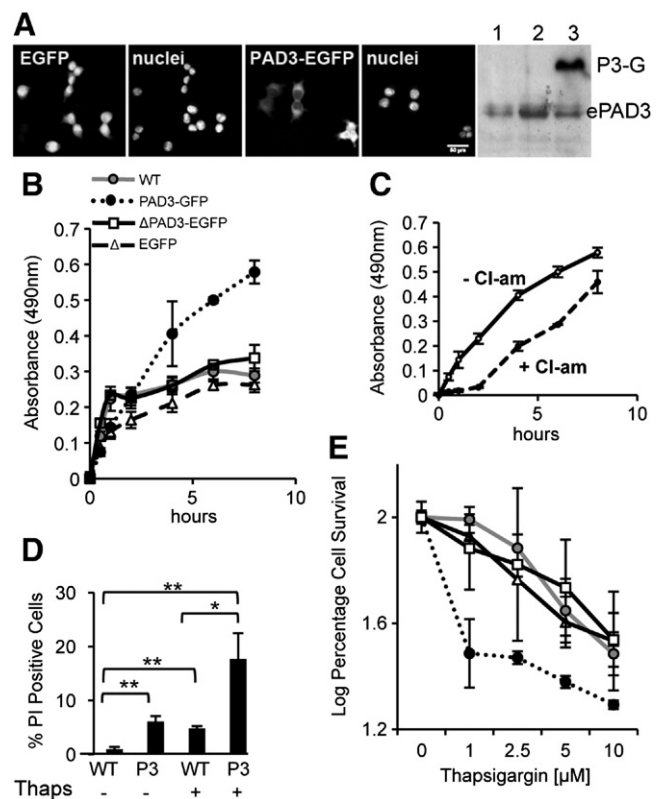 A
EGFP
nuclei
PAD3-EGFP
nuclei
1 2 3
P3-G
ePAD3
50 µm
B
WT
PAD3-GFP
ΔPAD3-EGFP
EGFP
Absorbance (490nm)
0.7
0.6
0.5
0.4
0.3
0.2
0.1
0
0 5 10
hours
C
Absorbance (490nm)
0.7
0.6
0.5
0.4
0.3
0.2
0.1
0
- Cl-am
+ Cl-am
0 5 10
hours
D
% PI Positive Cells
30
20
10
0
**
*
**
**
WT P3 WT P3
Thaps - - + +
E
Log Percentage Cell Survival
2
1.6
1.2
0 1 2.5 5 10
Thapsigargin [µM]